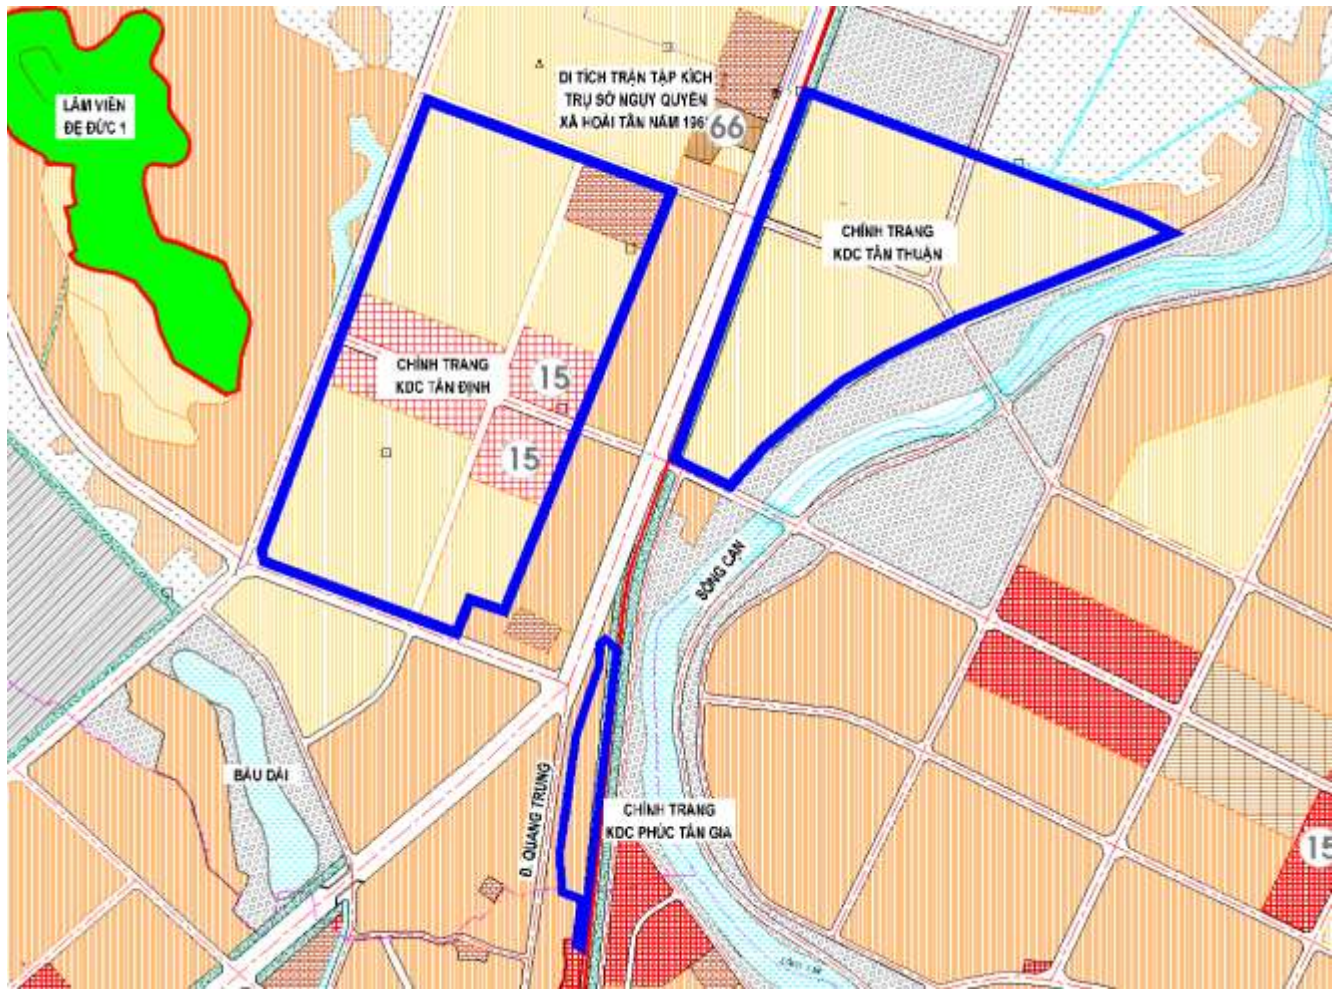 LÂM VIÊN
ĐỆ ĐỨC 1
DI TÍCH TRẬN TẬP KÍCH
TRỤ SỞ NGỤY QUYỀN
XÃ HOÀI TÂN NĂM 196
66
CHỈNH TRANG
KDC TÂN THUẬN
CHỈNH TRANG
KDC TÂN ĐỊNH
15
15
SÔNG CẠN
BÀU DÀI
Đ. QUANG TRUNG
CHỈNH TRANG
KDC PHÚC TÂN GIA
15